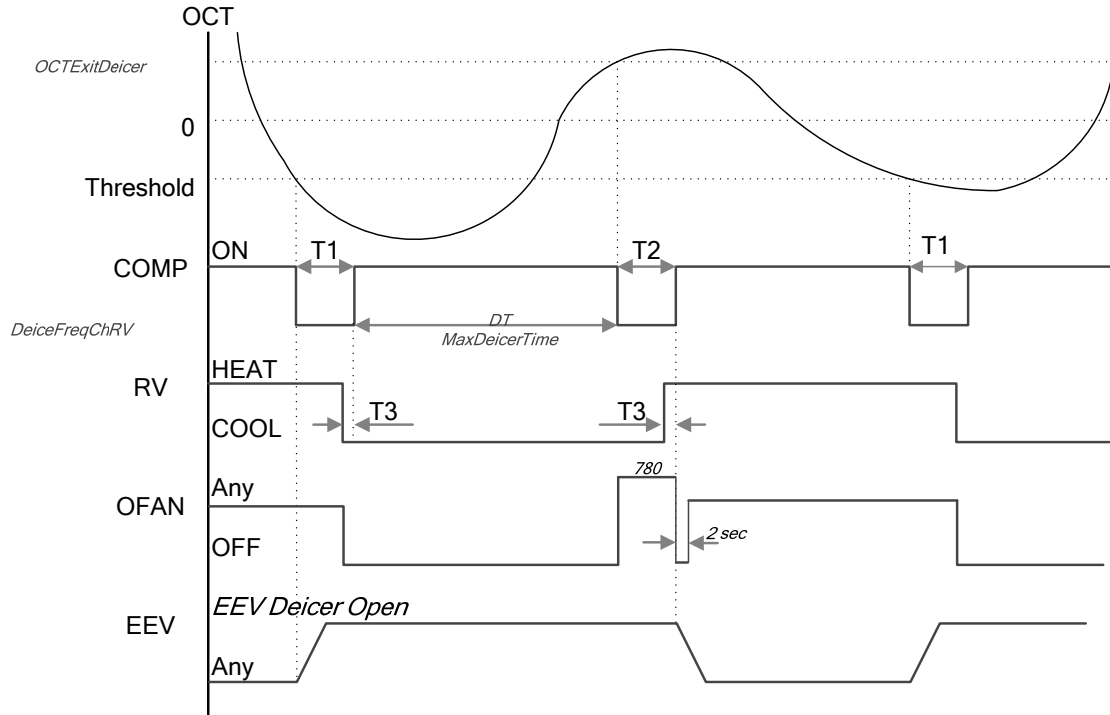 OCT
OCTExitDeicer
0
Threshold
ON
COMP
T1
T2
T1
DeiceFreqChRV
DT
MaxDeicerTime
HEAT
RV
T3
T3
COOL
780
Any
OFAN
2 sec
OFF
EEV Deicer Open
EEV
Any